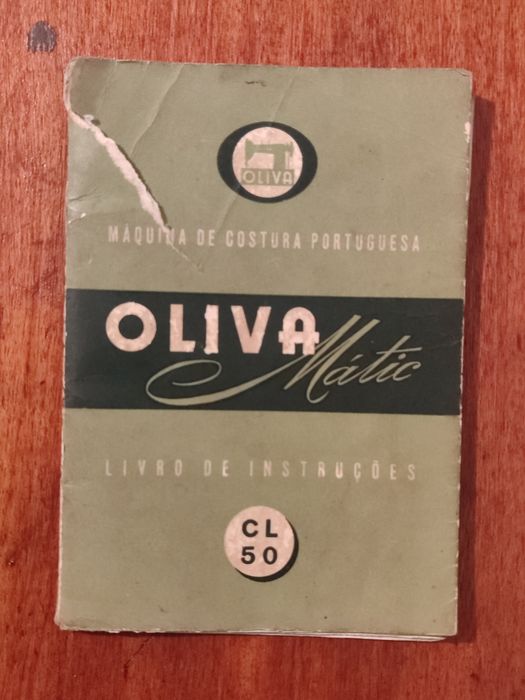 OLIVA
MÁQUINA DE COSTURA PORTUGUESA
OLIVA
Mátic
LIVRO DE INSTRUÇÕES
CL
50